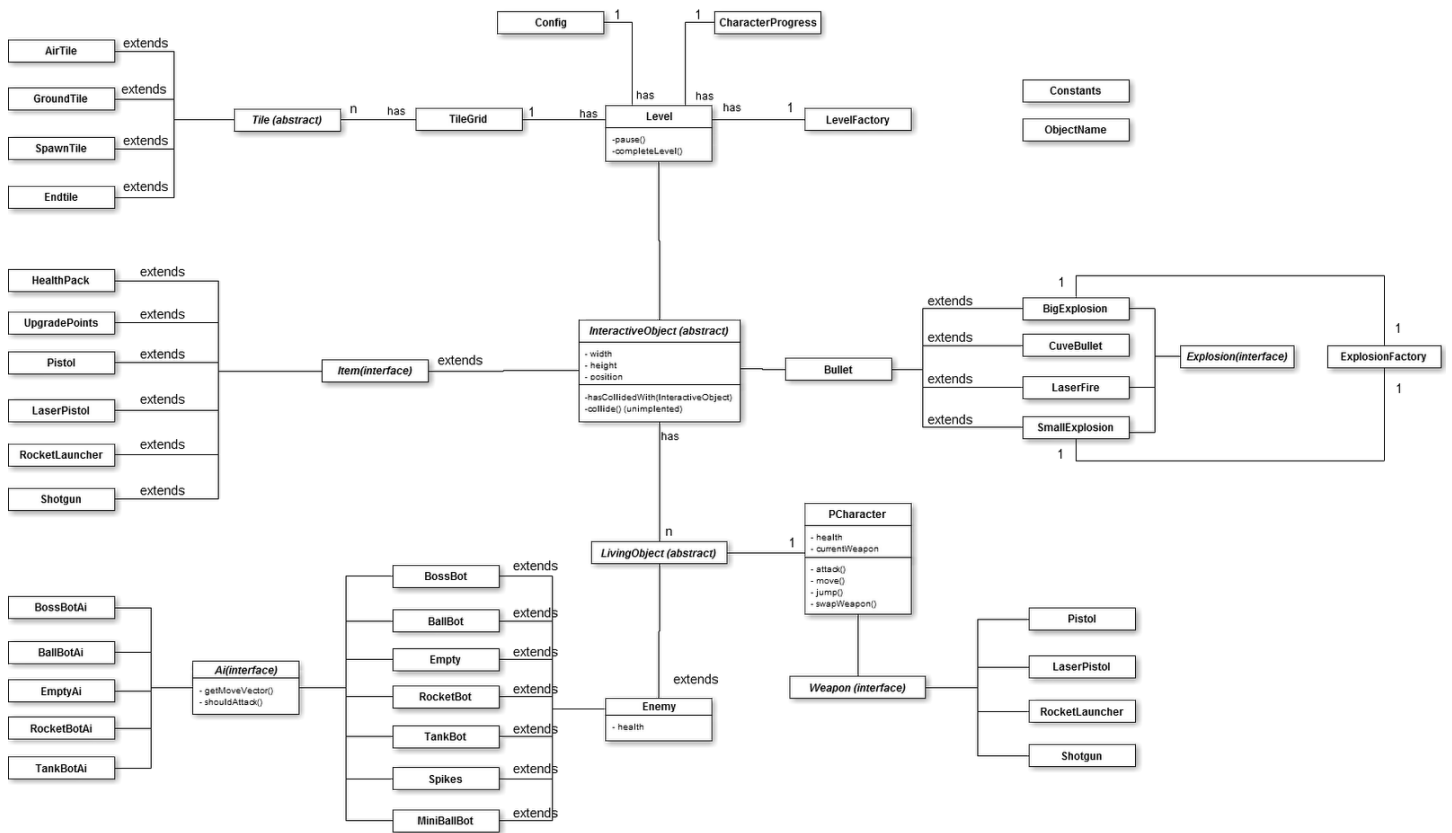 Config
1
1
CharacterProgress
AirTile
extends
GroundTile
extends
SpawnTile
extends
Endtile
extends
Tile (abstract)
n
has
TileGrid
1
has
has
has
has
Level
-pause()
-completeLevel()
1
LevelFactory
Constants
ObjectName
HealthPack
extends
UpgradePoints
extends
Pistol
extends
LaserPistol
extends
RocketLauncher
extends
Shotgun
extends
Item(interface)
extends
InteractiveObject (abstract)
- width
- height
- position
-hasCollidedWith(InteractiveObject)
-collide() (unimplented)
has
Bullet
extends
extends
extends
extends
1
BigExplosion
CuveBullet
LaserFire
SmallExplosion
1
Explosion(interface)
1
ExplosionFactory
1
n
LivingObject (abstract)
1
PCharacter
- health
- currentWeapon
- attack()
- move()
- jump()
- swapWeapon()
Weapon (interface)
Pistol
LaserPistol
RocketLauncher
Shotgun
extends
Enemy
- health
BossBot
extends
BallBot
extends
Empty
extends
RocketBot
extends
TankBot
extends
Spikes
extends
MiniBallBot
extends
Ai(interface)
- getMoveVector()
- shouldAttack()
BossBotAi
BallBotAi
EmptyAi
RocketBotAi
TankBotAi